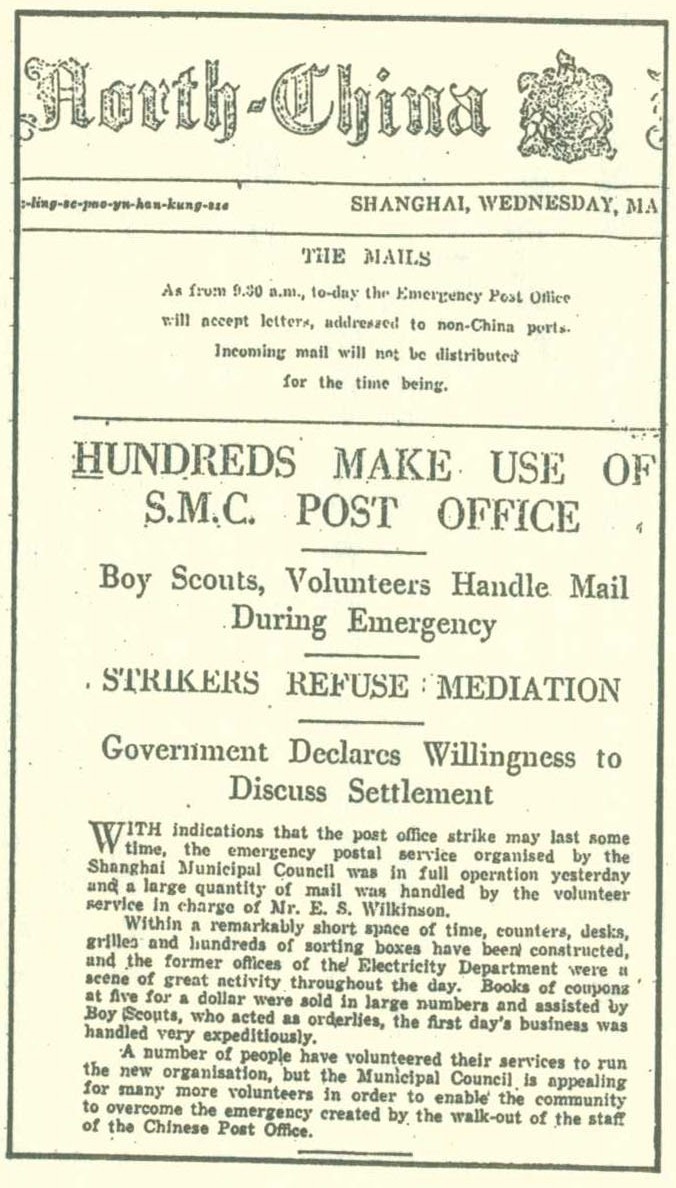 North-China
-ling-se-pao-yn-han-kung-sze
SHANGHAI, WEDNESDAY, MA
THE MAILS
As from 9.30 a.m., to-day the Emergency Post Office
will accept letters, addressed to non-China ports.
Incoming mail will not be distributed
for the time being.
HUNDREDS MAKE USE OF
S.M.C. POST OFFICE
Boy Scouts, Volunteers Handle Mail
During Emergency
STRIKERS REFUSE MEDIATION
Government Declares Willingness to
Discuss Settlement
WITH indications that the post office strike may last some
time, the emergency postal service organised by the
Shanghai Municipal Council was in full operation yesterday
and a large quantity of mail was handled by the volunteer
service in charge of Mr. E. S. Wilkinson.
Within a remarkably short space of time, counters, desks,
grilles and hundreds of sorting boxes have been constructed,
and the former offices of the Electricity Department were a
scene of great activity throughout the day. Books of coupons
at five for a dollar were sold in large numbers and assisted by
Boy Scouts, who acted as orderlies, the first day's business was
handled very expeditiously.
A number of people have volunteered their services to run
the new organisation, but the Municipal Council is appealing
for many more volunteers in order to enable the community
to overcome the emergency created by the walk-out of the staff
of the Chinese Post Office.